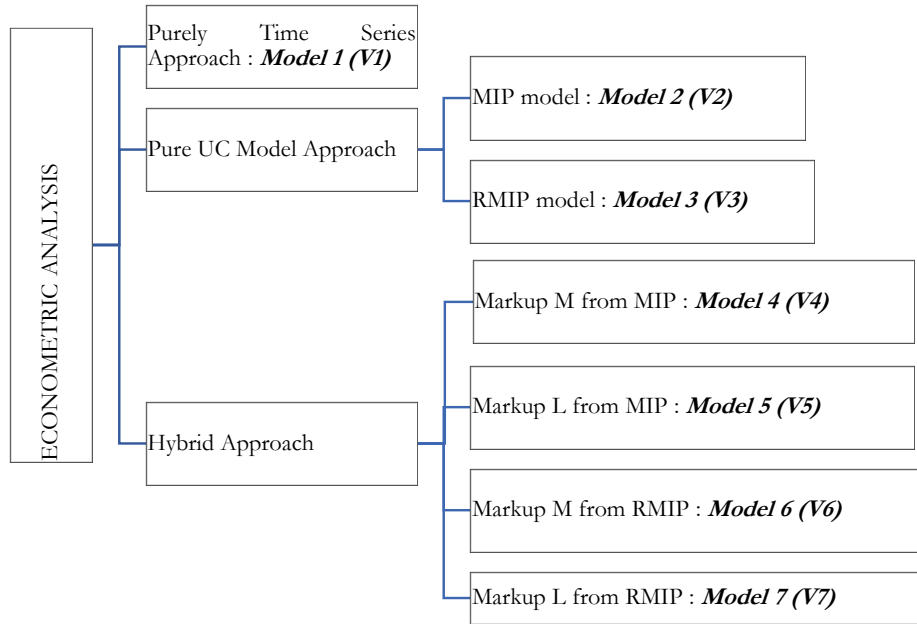 ECONOMETRIC ANALYSIS
Purely Time Series
Approach : Model 1 (V1)
Pure UC Model Approach
MIP model : Model 2 (V2)
RMIP model : Model 3 (V3)
Hybrid Approach
Markup M from MIP : Model 4 (V4)
Markup L from MIP : Model 5 (V5)
Markup M from RMIP : Model 6 (V6)
Markup L from RMIP : Model 7 (V7)